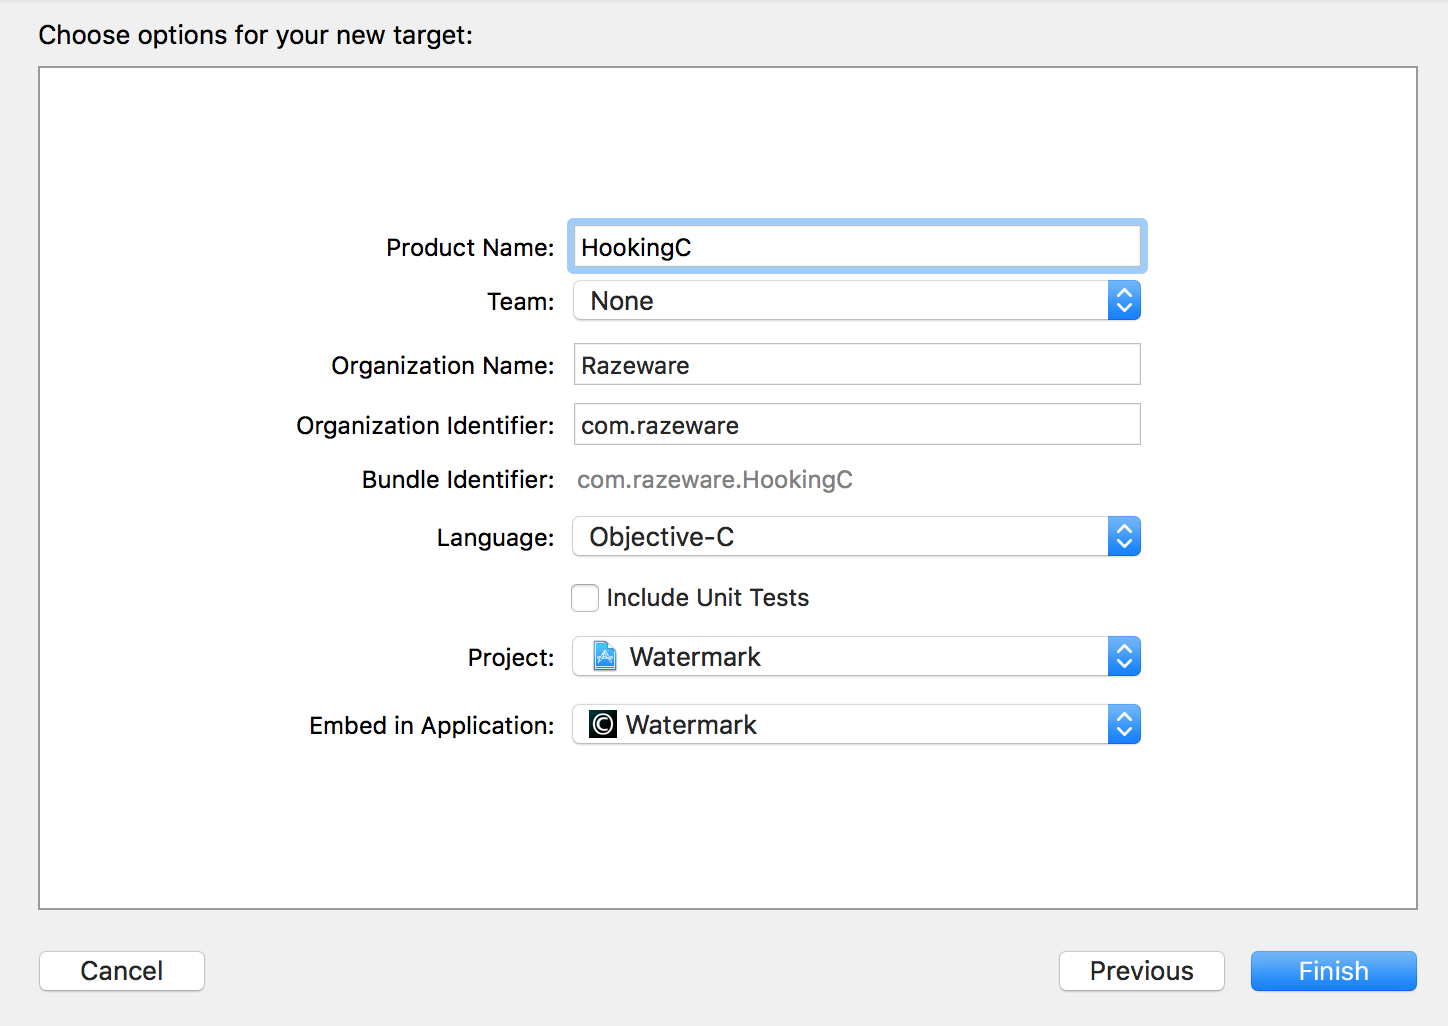 Choose options for your new target:
Product Name: HookingC
Team: None
Organization Name: Razeware
Organization Identifier: com.razeware
Bundle Identifier: com.razeware.HookingC
Language: Objective-C
Include Unit Tests
Project: Watermark
Embed in Application: Watermark
Cancel Previous Finish